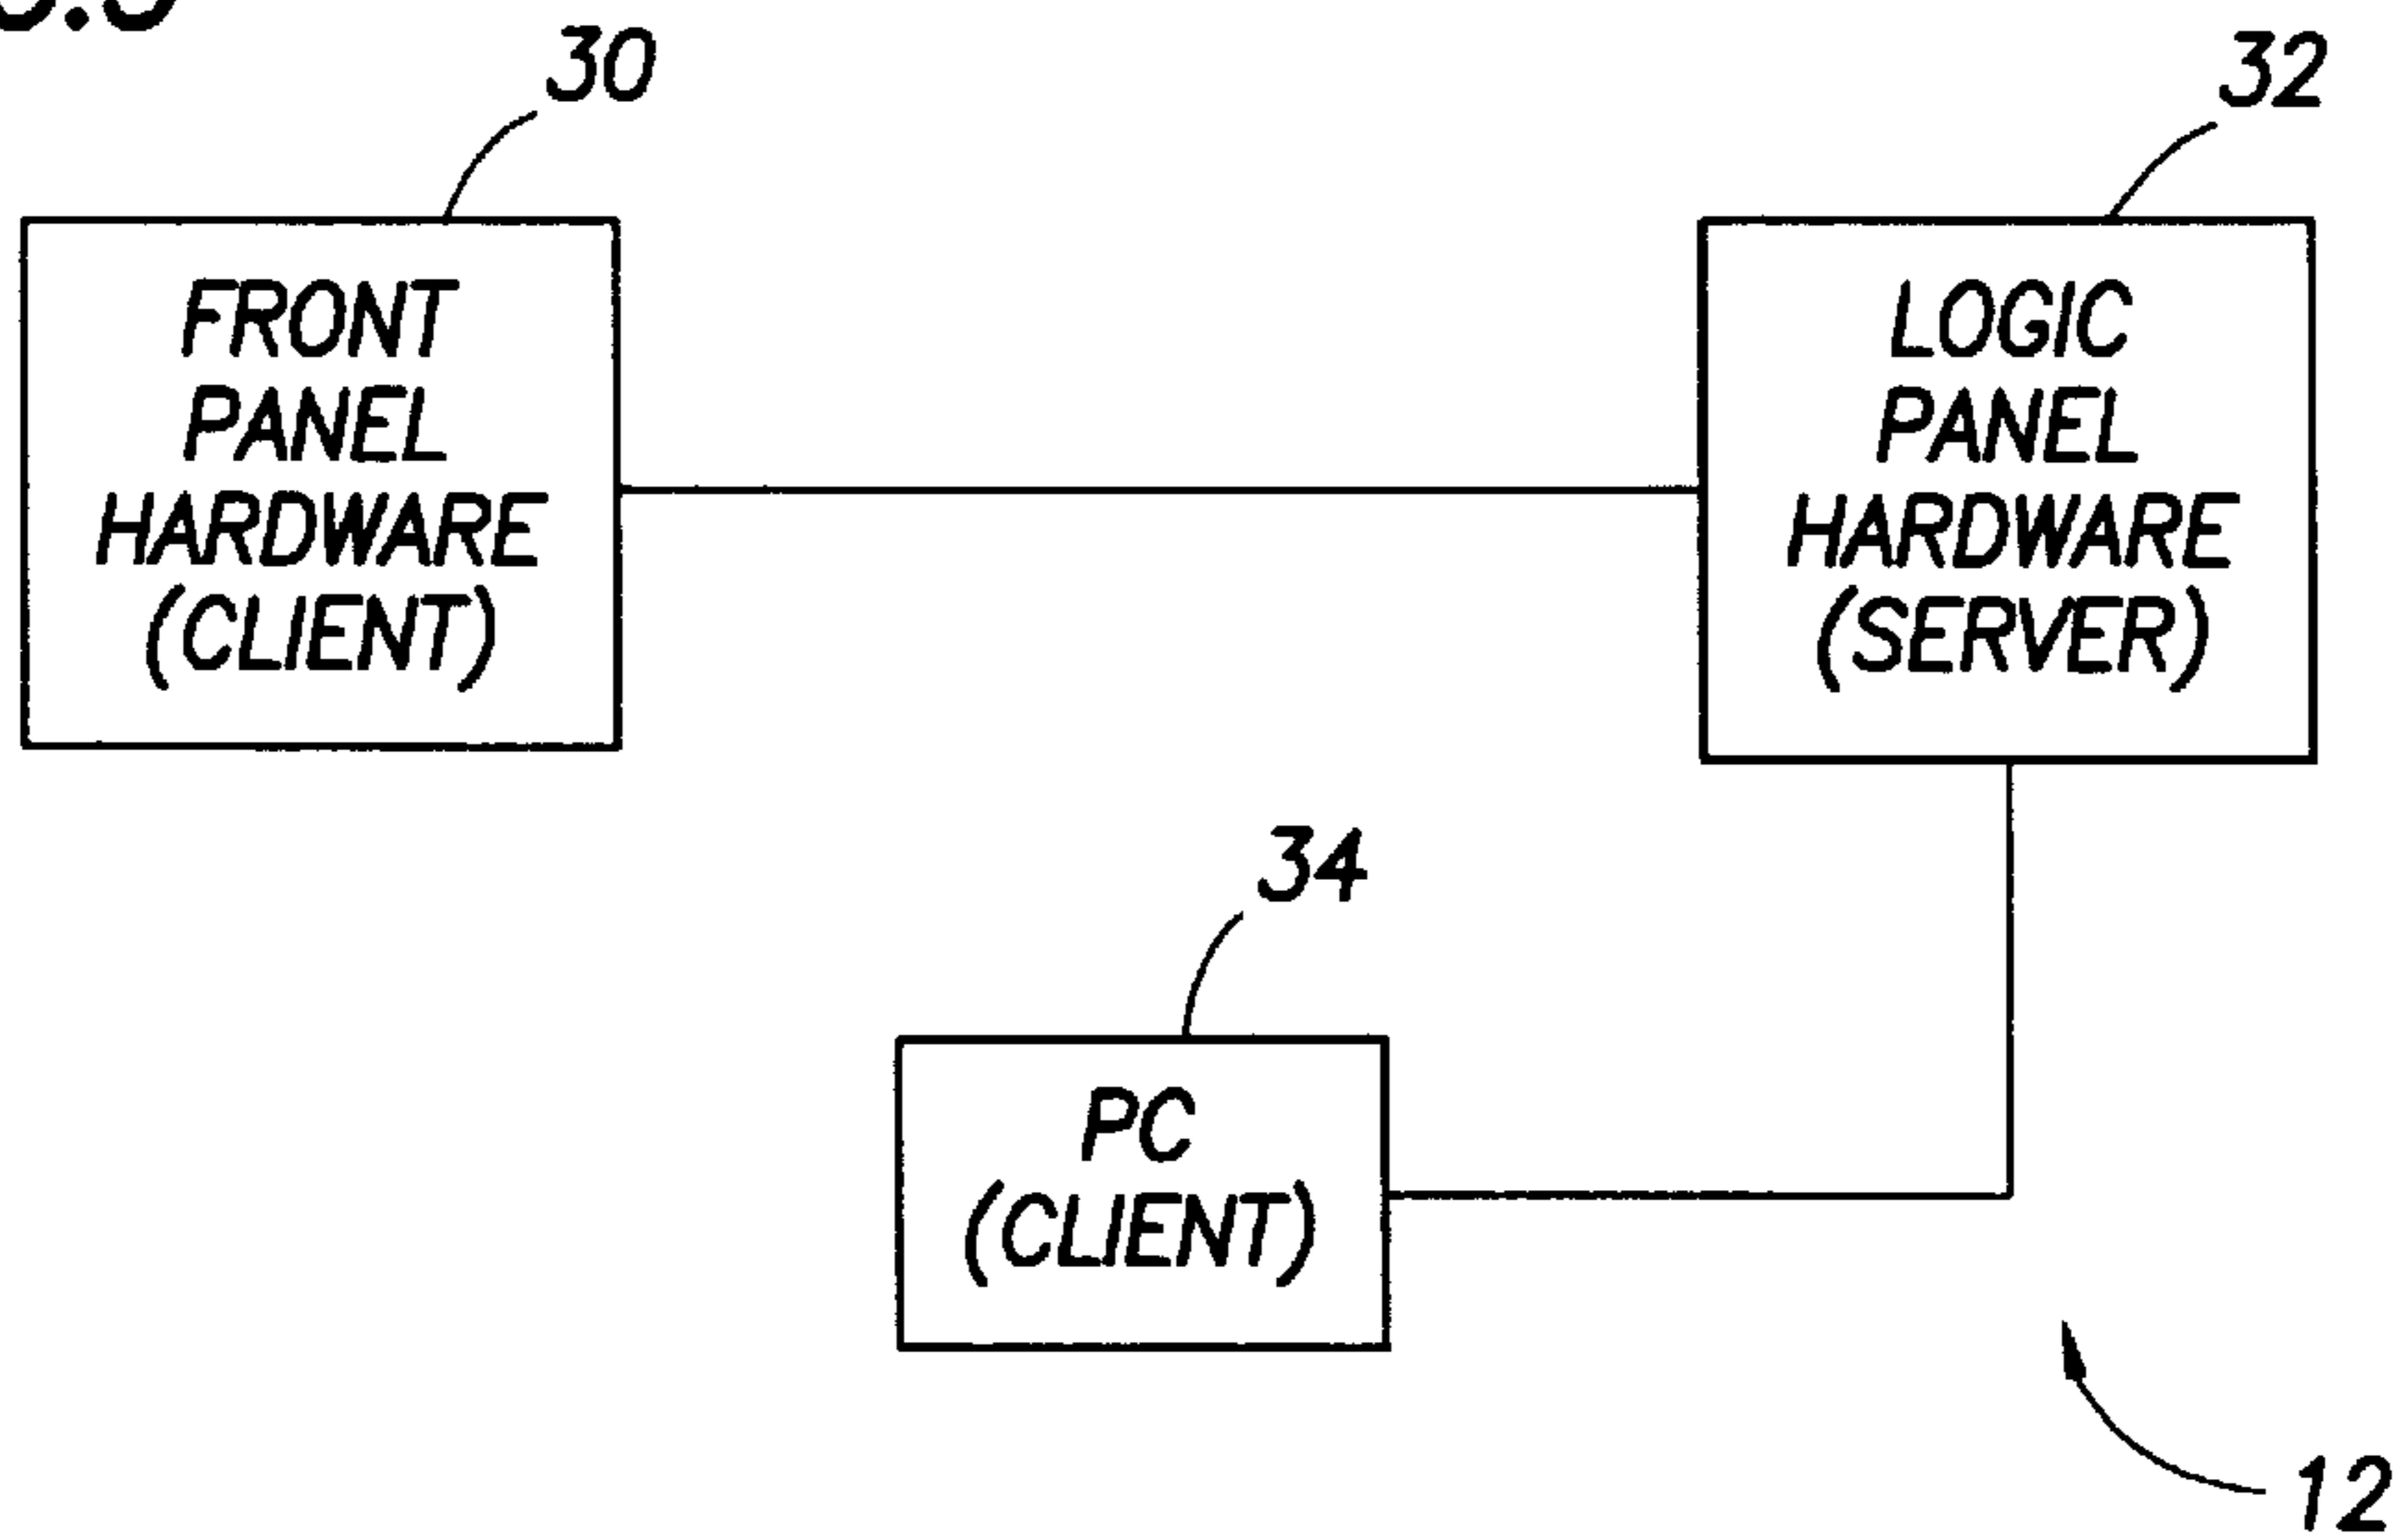 30
32
FRONT
PANEL
HARDWARE
(CLIENT)
LOGIC
PANEL
HARDWARE
(SERVER)
34
PC
(CLIENT)
12